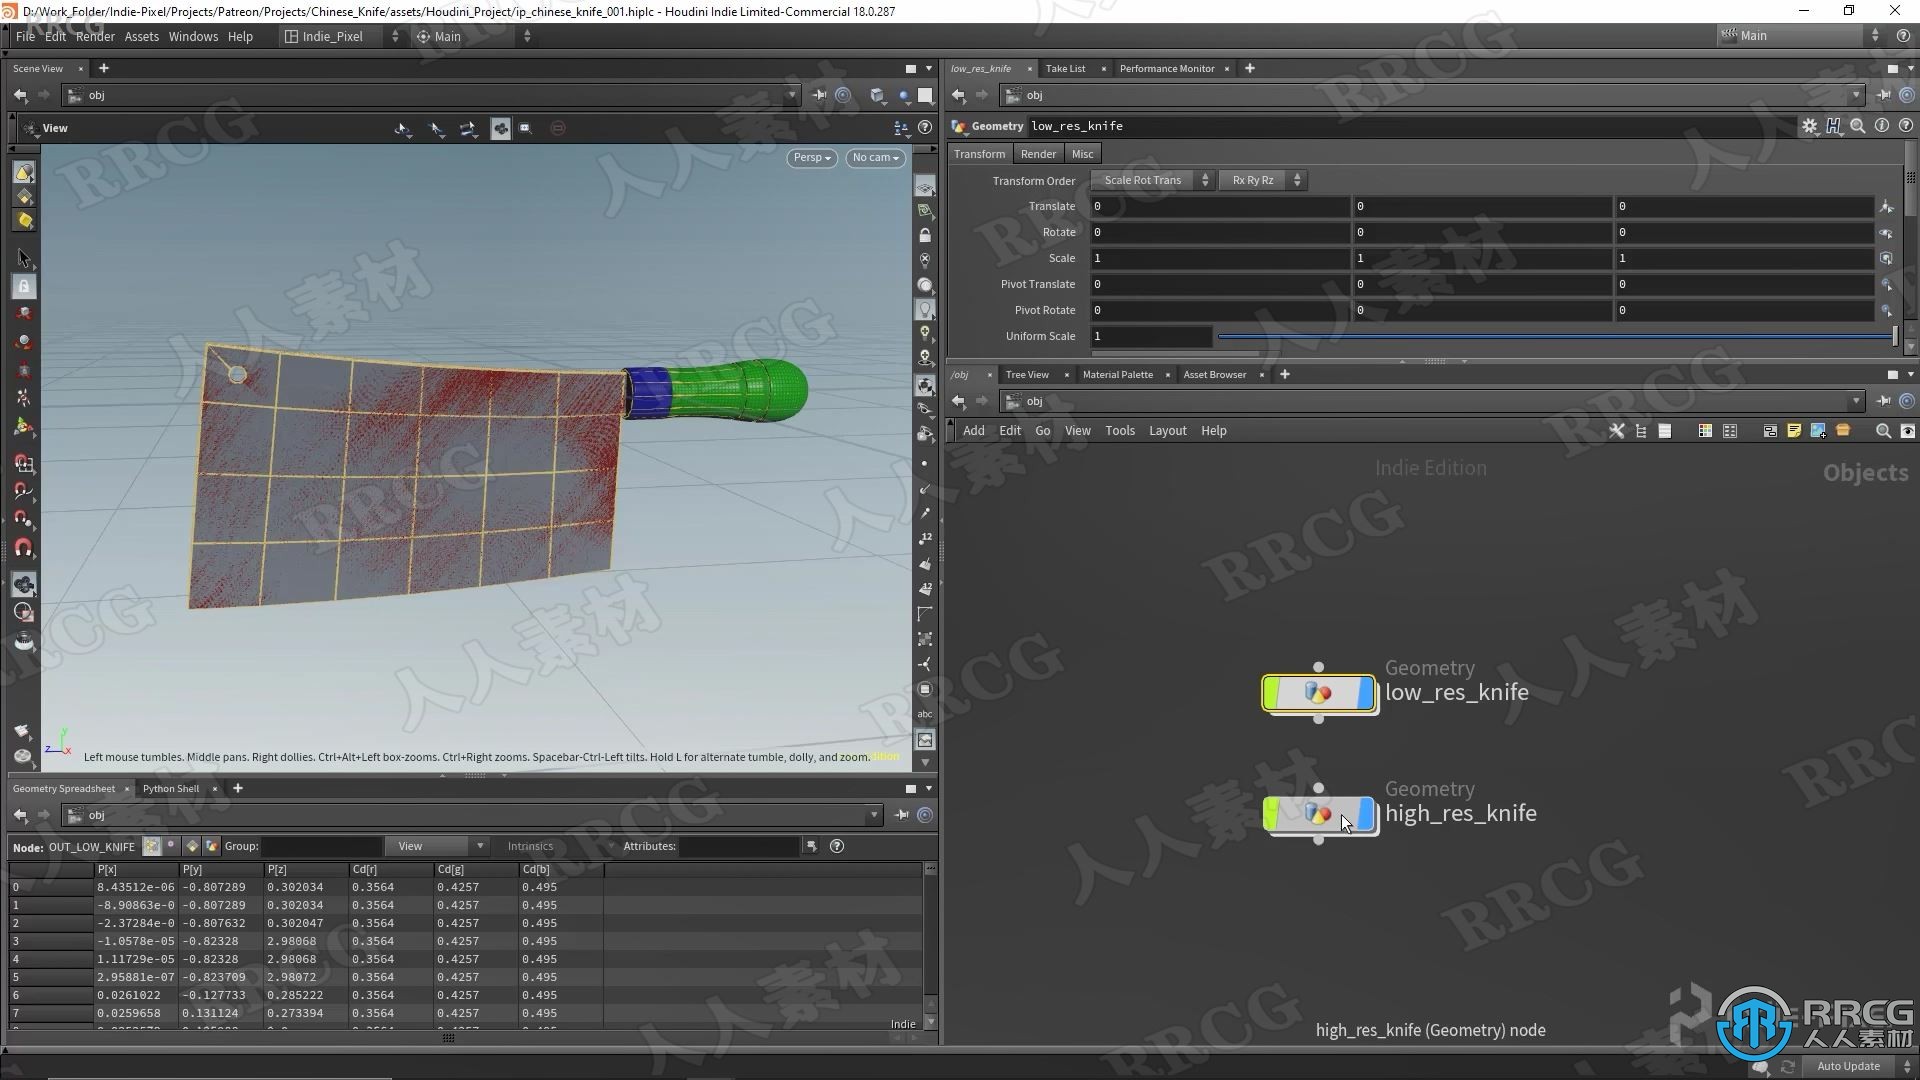 D:/Work_Folder/Indie-Pixel/Projects/Patreon/Projects/Chinese_Knife/assets/Houdini_Project/ip_chinese_knife_001.hiplc - Houdini Indie Limited-Commercial 18.0.287
File Edit Render Assets Windows Help Indie_Pixel Main Main
Scene View
obj
View
Persp No cam
Left mouse tumbles. Middle pans. Right dollies. Ctrl+Alt+Left box-zooms. Ctrl+Right zooms. Spacebar-Ctrl-Left tilts. Hold L for alternate tumble, dolly, and zoom.
z y x
12
12
abc
low_res_knife Take List Performance Monitor
obj
Geometry low_res_knife
Transform Render Misc
Transform Order Scale Rot Trans Rx Ry Rz
Translate 0 0 0
Rotate 0 0 0
Scale 1 1 1
Pivot Translate 0 0 0
Pivot Rotate 0 0 0
Uniform Scale 1
/obj Tree View Material Palette Asset Browser
obj
Add Edit Go View Tools Layout Help
Indie Edition
Objects
Geometry
low_res_knife
Geometry
high_res_knife
high_res_knife (Geometry) node
Geometry Spreadsheet Python Shell
obj
Node: OUT_LOW_KNIFE Group: View Intrinsics Attributes:
P[x] P[y] P[z] Cd[r] Cd[g] Cd[b]
0 8.43512e-06 -0.807289 0.302034 0.3564 0.4257 0.495
1 -8.90863e-0 -0.807289 0.302034 0.3564 0.4257 0.495
2 -2.37284e-0 -0.807632 0.302047 0.3564 0.4257 0.495
3 -1.0578e-05 -0.82328 2.98068 0.3564 0.4257 0.495
4 1.11729e-05 -0.82328 2.98068 0.3564 0.4257 0.495
5 2.95881e-07 -0.823709 2.98072 0.3564 0.4257 0.495
6 0.0261022 -0.127733 0.285222 0.3564 0.4257 0.495
7 0.0259658 0.131124 0.273394 0.3564 0.4257 0.495
Indie
Auto Update
RRCG
人人素材